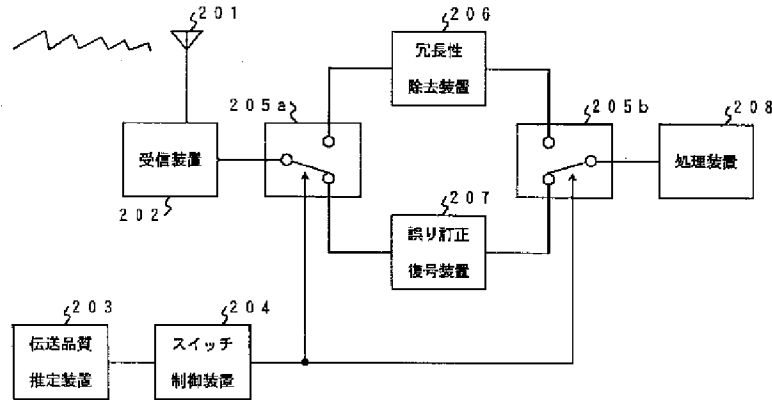 201
206
冗長性
除去装置
205a
205b
208
受信装置
処理装置
202
207
誤り訂正
復号装置
203
204
伝送品質
推定装置
スイッチ
制御装置